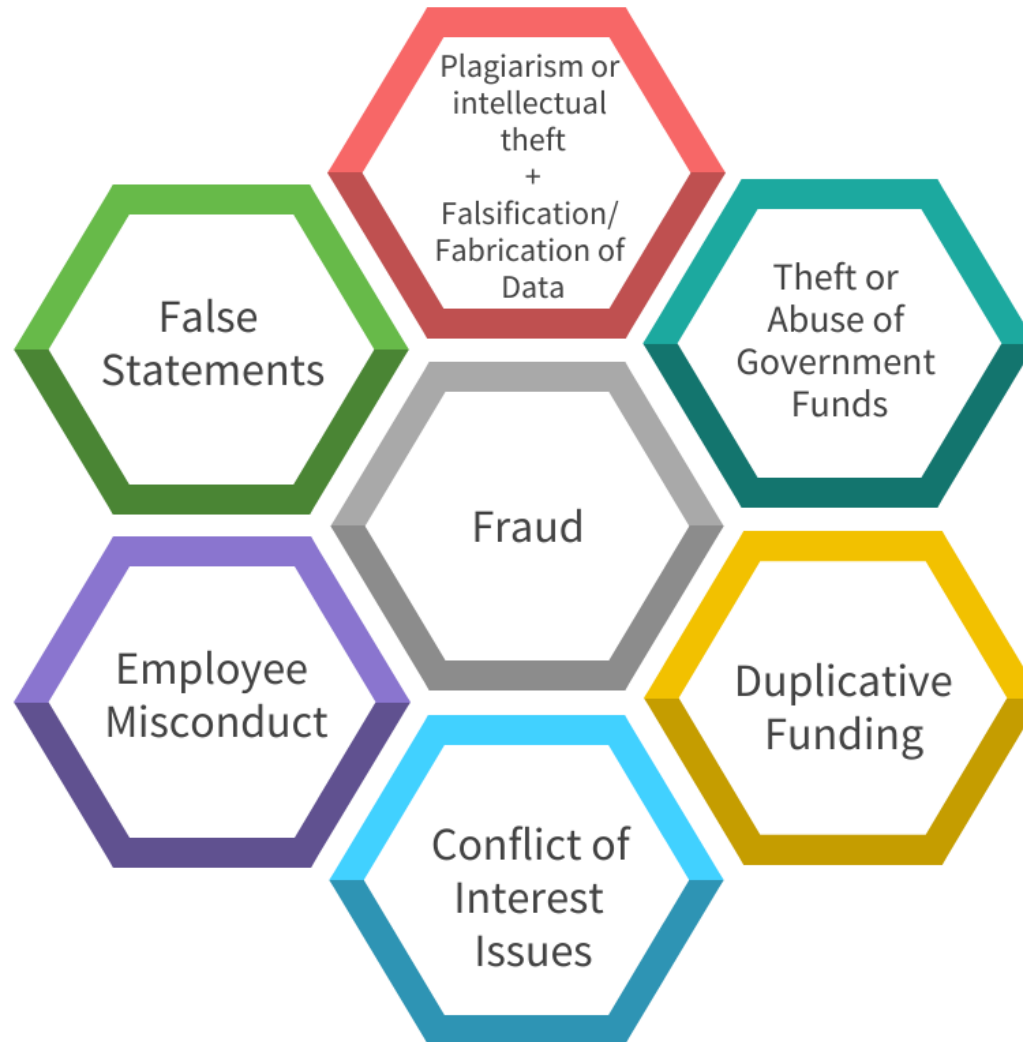 Plagiarism or
intellectual
theft
+
Falsification/
Fabrication of
Data
False
Statements
Theft or
Abuse of
Government
Funds
Fraud
Employee
Misconduct
Duplicative
Funding
Conflict of
Interest
Issues